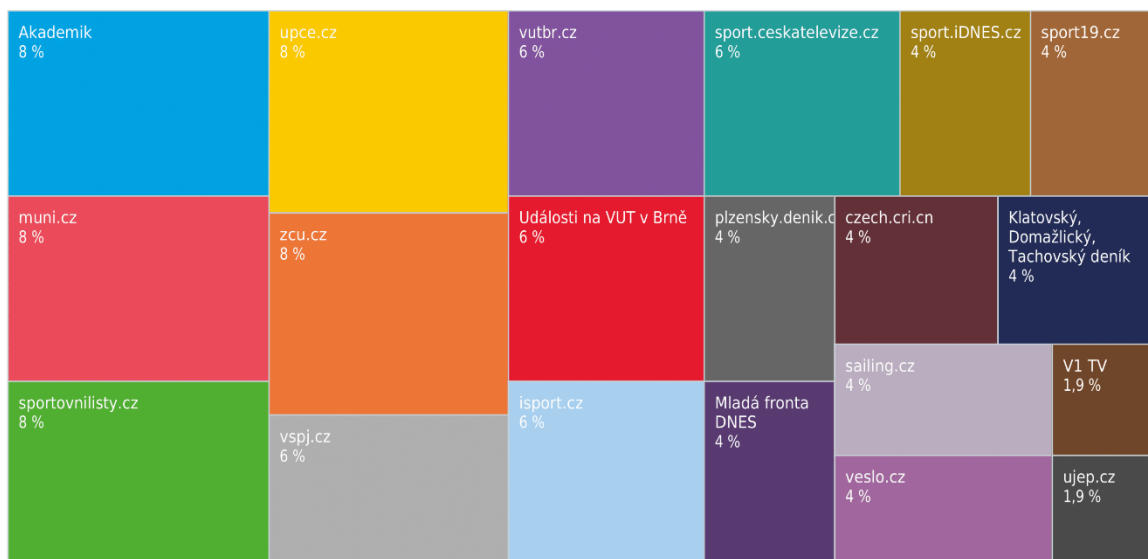 Akademik
8 %
upce.cz
8 %
vutbr.cz
6 %
sport.ceskatelevize.cz
6 %
sport.iDNES.cz
4 %
sport19.cz
4 %
muni.cz
8 %
zcu.cz
8 %
Události na VUT v Brně
6 %
plzensky.denik.c
4 %
czech.cri.cn
4 %
Klatovský,
Domažlický,
Tachovský deník
4 %
sailing.cz
4 %
V1 TV
1,9 %
sportovnilisty.cz
8 %
vspj.cz
6 %
isport.cz
6 %
Mladá fronta
DNES
4 %
veslo.cz
4 %
ujep.cz
1,9 %